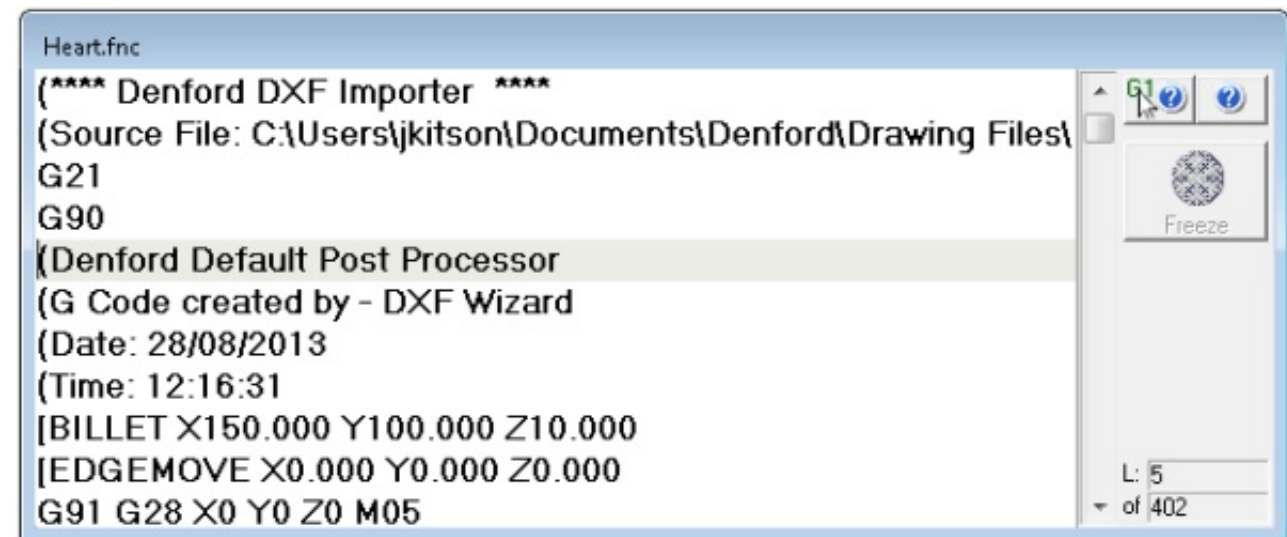 Heart.fnc
(**** Denford DXF Importer ****
(Source File: C:\Users\jkitson\Documents\Denford\Drawing Files\
G21
G90
(Denford Default Post Processor
(G Code created by - DXF Wizard
(Date: 28/08/2013
(Time: 12:16:31
[BILLET X150.000 Y100.000 Z10.000
[EDGEMOVE X0.000 Y0.000 Z0.000
G91 G28 X0 Y0 Z0 M05
G1
Freeze
L: 5
of 402